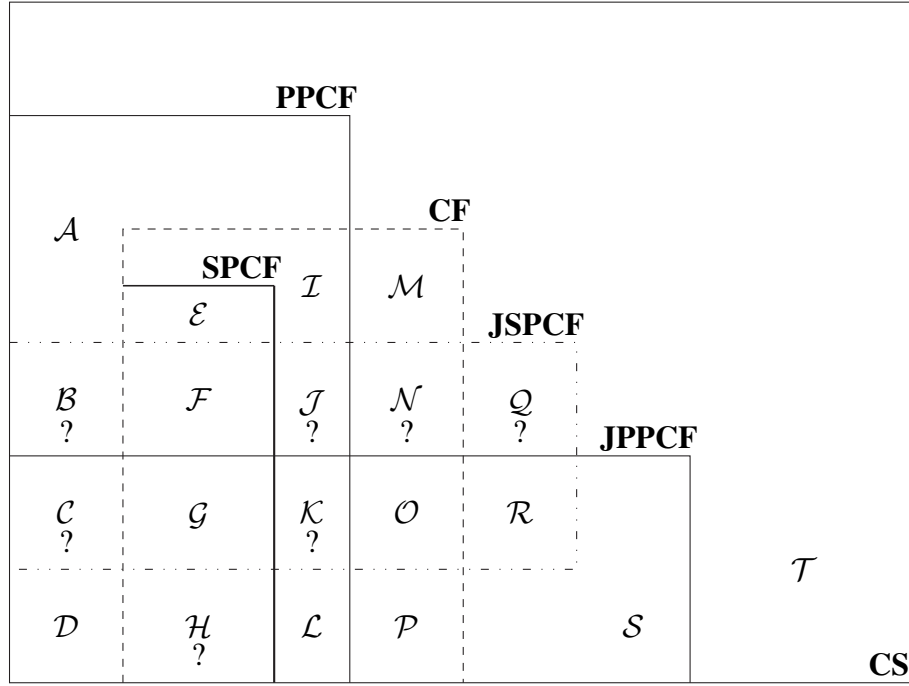 PPCF
𝒜
CF
SPCF
ℐ ℳ
ℰ
JSPCF
ℬ ℱ 𝒥 𝒩 𝒬
? ? ? ?
JPPCF
𝒞 𝒢 𝒦 𝒪 ℛ
? ?
𝒯
𝒟 ℋ ℒ 𝒫 𝒮
?
CS